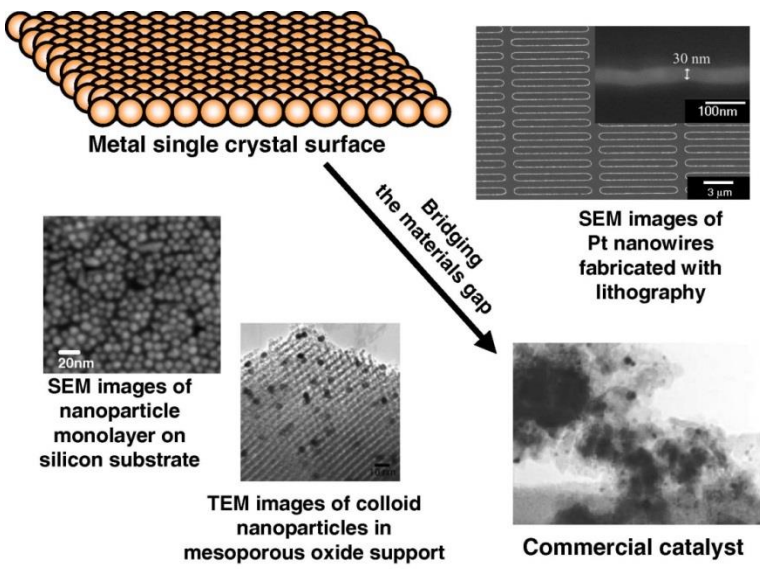 Metal single crystal surface
30 nm
100nm
3 μm
SEM images of
Pt nanowires
fabricated with
lithography
Bridging
the materials gap
20nm
SEM images of
nanoparticle
monolayer on
silicon substrate
TEM images of colloid
nanoparticles in
mesoporous oxide support
Commercial catalyst